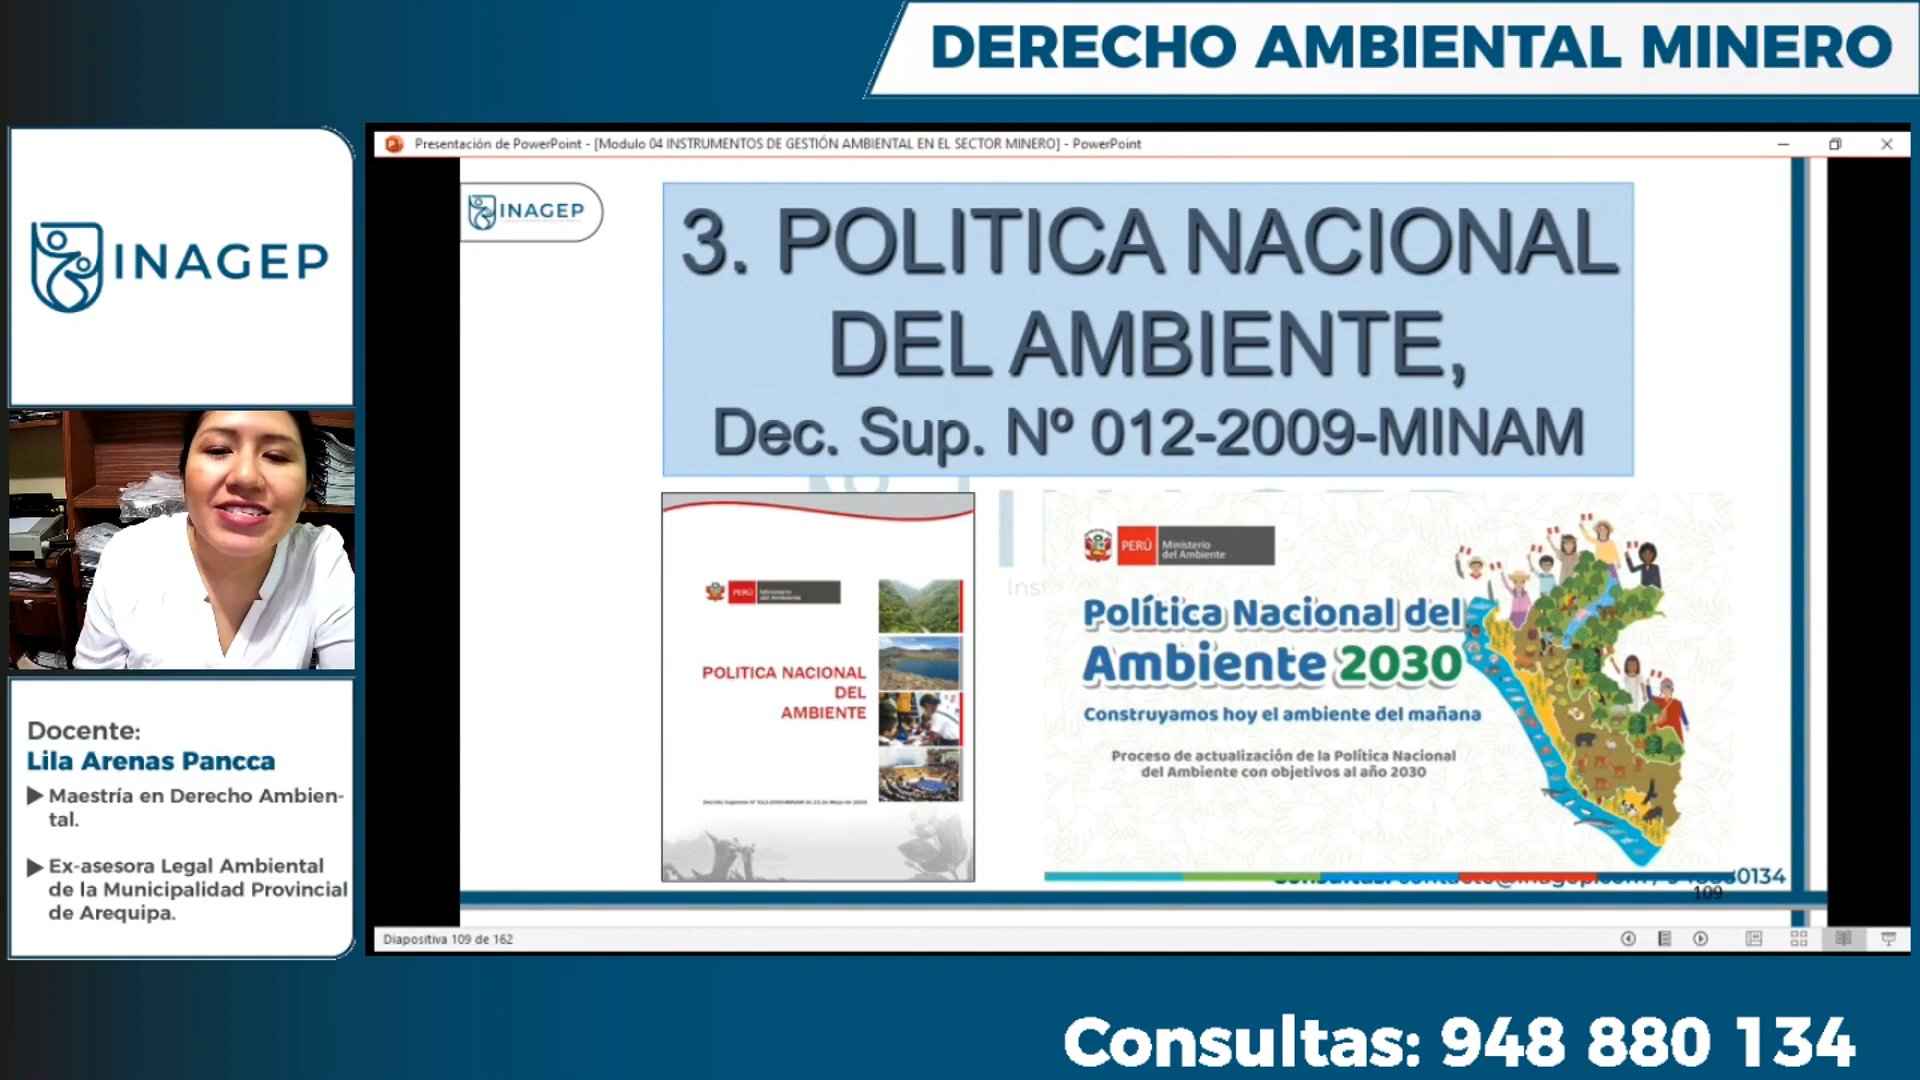 DERECHO AMBIENTAL MINERO
INAGEP
Docente:
Lila Arenas Pancca
Maestría en Derecho Ambien-
tal.
Ex-asesora Legal Ambiental
de la Municipalidad Provincial
de Arequipa.
Presentación de PowerPoint - [Modulo 04 INSTRUMENTOS DE GESTIÓN AMBIENTAL EN EL SECTOR MINERO] - PowerPoint
INAGEP
3. POLITICA NACIONAL
DEL AMBIENTE,
Dec. Sup. Nº 012-2009-MINAM
PERÚ Ministerio
del Ambiente
POLITICA NACIONAL
DEL
AMBIENTE
PERÚ Ministerio
del Ambiente
Política Nacional del
Ambiente 2030
Construyamos hoy el ambiente del mañana
Proceso de actualización de la Política Nacional
del Ambiente con objetivos al año 2030
109
Diapositiva 109 de 162
Consultas: 948 880 134